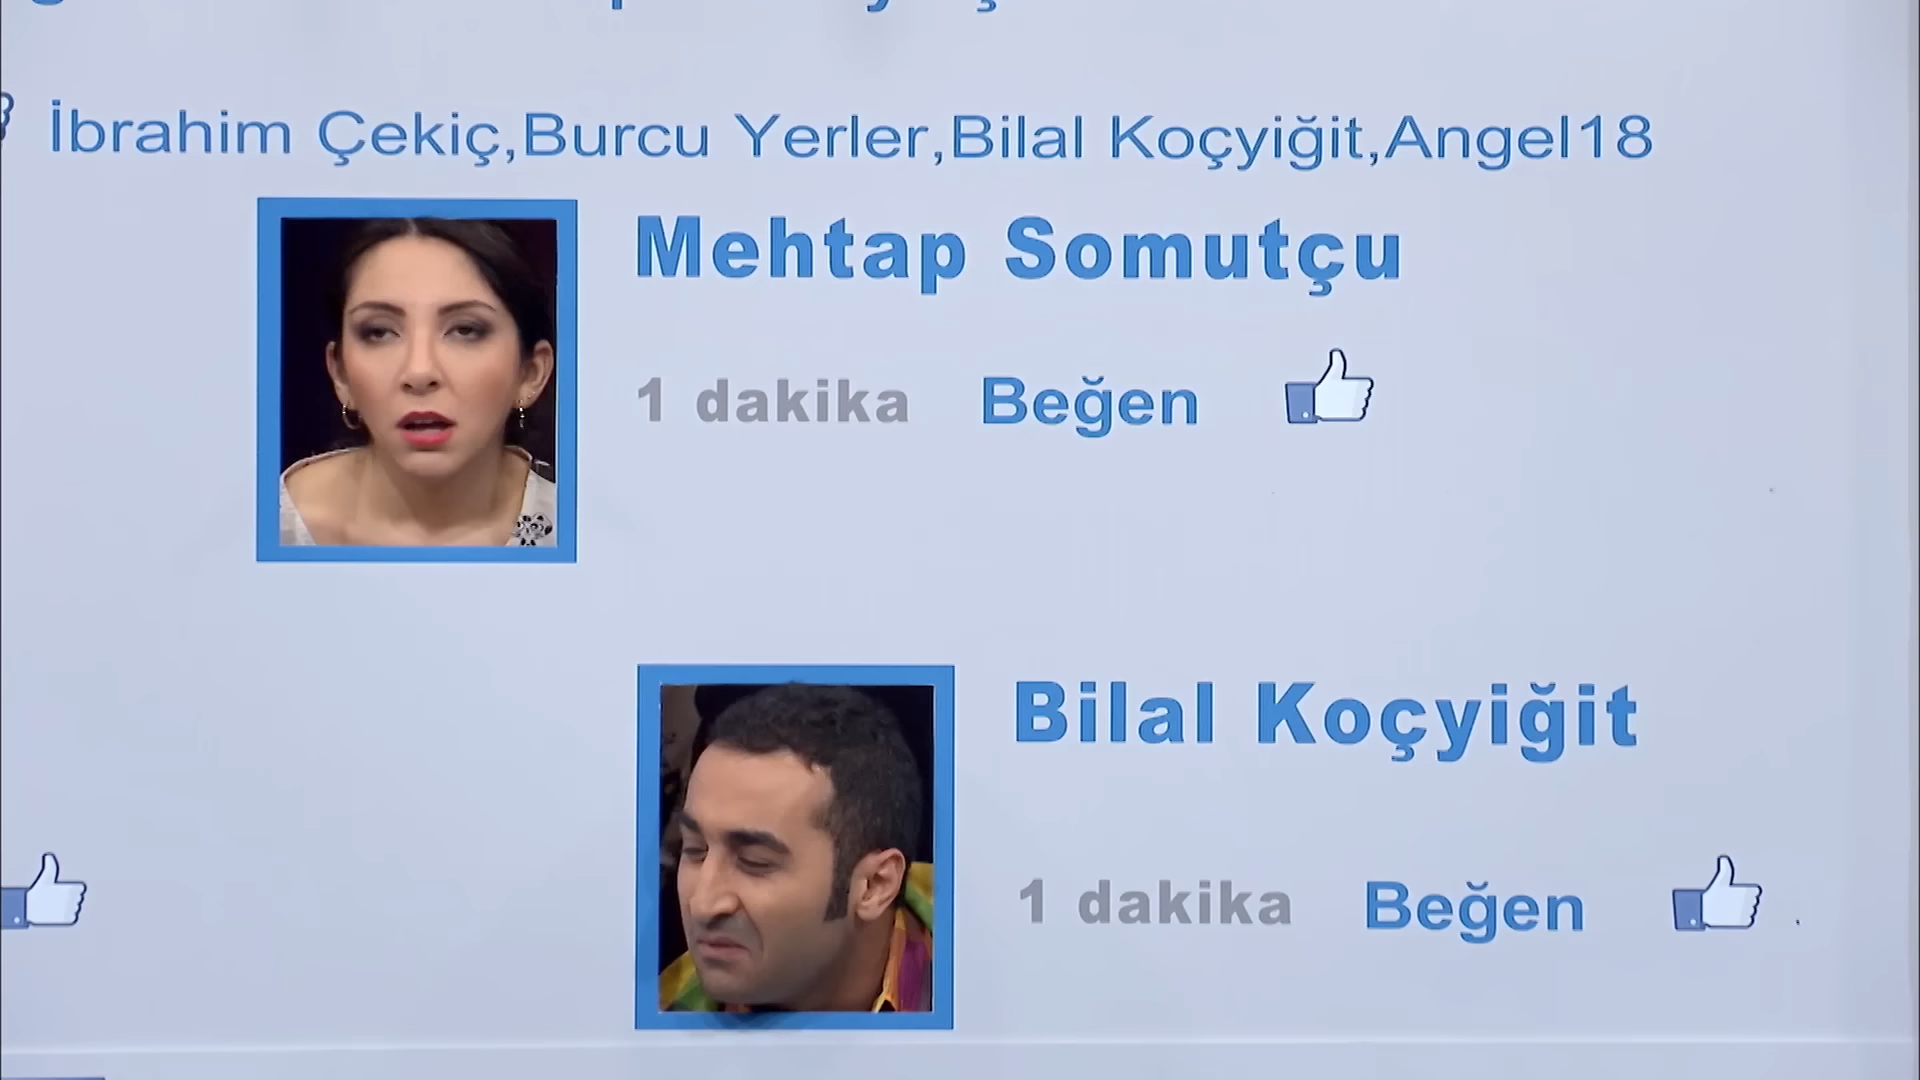 İbrahim Çekiç,Burcu Yerler,Bilal Koçyiğit,Angel18
Mehtap Somutçu
1 dakika Beğen
Bilal Koçyiğit
1 dakika Beğen